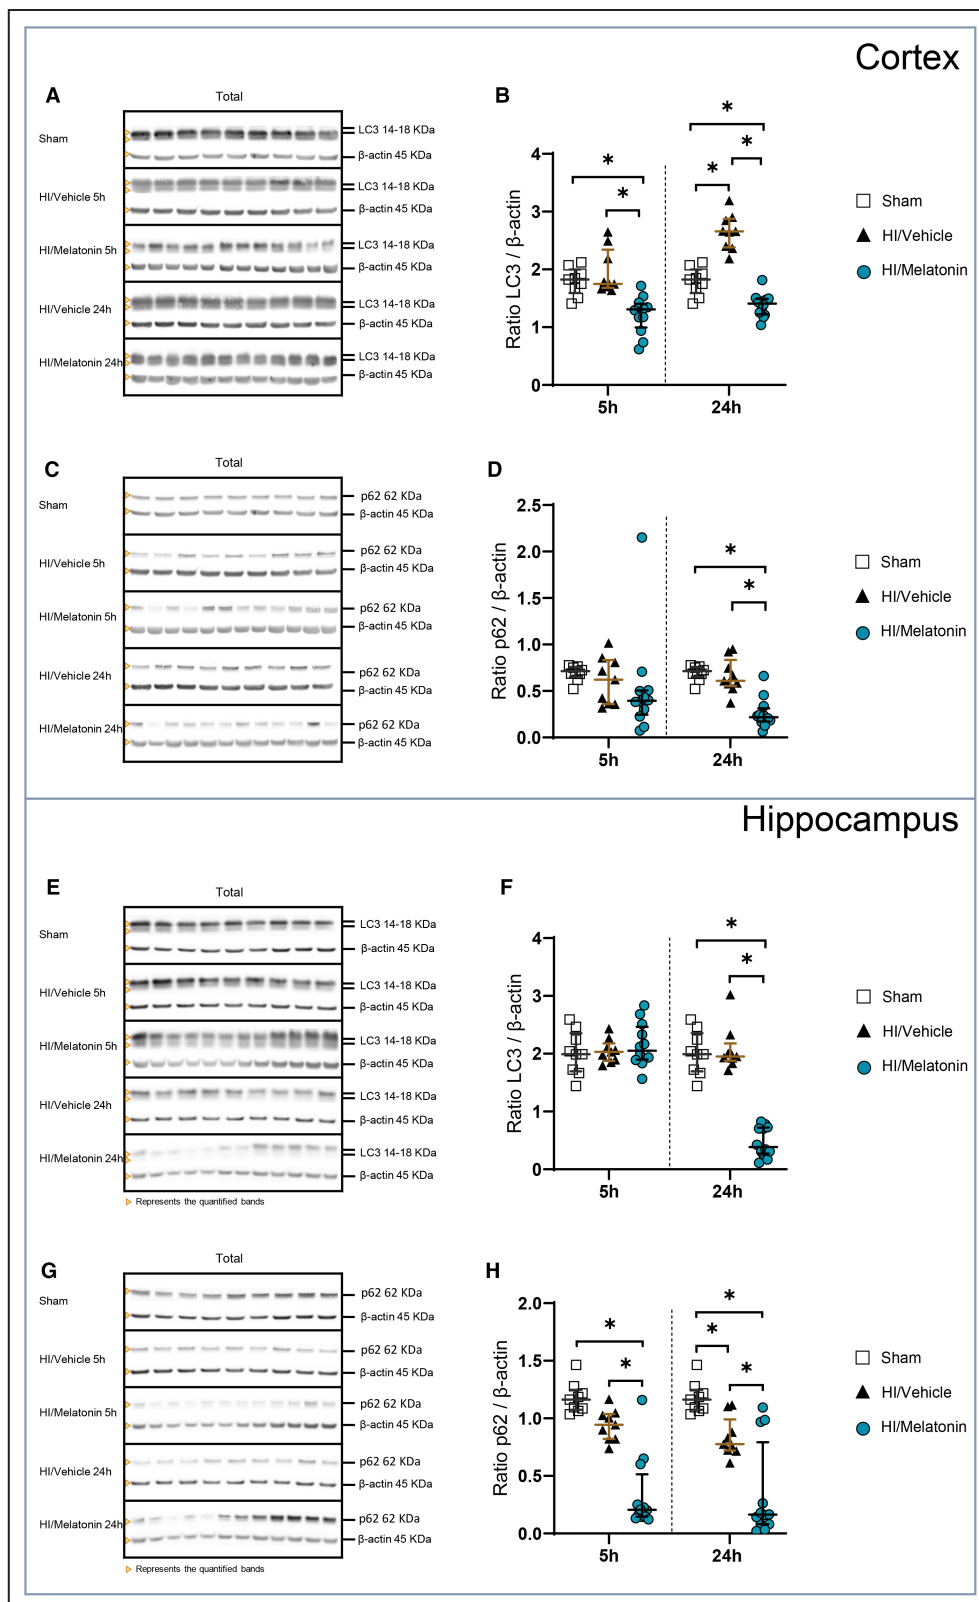 Cortex
A
Total
Sham
LC3 14-18 KDa
β-actin 45 KDa
HI/Vehicle 5h
LC3 14-18 KDa
β-actin 45 KDa
HI/Melatonin 5h
LC3 14-18 KDa
β-actin 45 KDa
HI/Vehicle 24h
LC3 14-18 KDa
β-actin 45 KDa
HI/Melatonin 24h
LC3 14-18 KDa
β-actin 45 KDa
B
Ratio LC3 / β-actin
4
3
2
1
0
* * * * *
5h 24h
Sham
HI/Vehicle
HI/Melatonin
C
Total
Sham
p62 62 KDa
β-actin 45 KDa
HI/Vehicle 5h
p62 62 KDa
β-actin 45 KDa
HI/Melatonin 5h
p62 62 KDa
β-actin 45 KDa
HI/Vehicle 24h
p62 62 KDa
β-actin 45 KDa
HI/Melatonin 24h
p62 62 KDa
β-actin 45 KDa
D
Ratio p62 / β-actin
2.5
2.0
1.5
1.0
0.5
0.0
* *
5h 24h
Sham
HI/Vehicle
HI/Melatonin
Hippocampus
E
Total
Sham
LC3 14-18 KDa
β-actin 45 KDa
HI/Vehicle 5h
LC3 14-18 KDa
β-actin 45 KDa
HI/Melatonin 5h
LC3 14-18 KDa
β-actin 45 KDa
HI/Vehicle 24h
LC3 14-18 KDa
β-actin 45 KDa
HI/Melatonin 24h
LC3 14-18 KDa
β-actin 45 KDa
Represents the quantified bands
F
Ratio LC3 / β-actin
4
3
2
1
0
* *
5h 24h
Sham
HI/Vehicle
HI/Melatonin
G
Total
Sham
p62 62 KDa
β-actin 45 KDa
HI/Vehicle 5h
p62 62 KDa
β-actin 45 KDa
HI/Melatonin 5h
p62 62 KDa
β-actin 45 KDa
HI/Vehicle 24h
p62 62 KDa
β-actin 45 KDa
HI/Melatonin 24h
p62 62 KDa
β-actin 45 KDa
Represents the quantified bands
H
Ratio p62 / β-actin
2.0
1.5
1.0
0.5
0.0
* * * * *
5h 24h
Sham
HI/Vehicle
HI/Melatonin